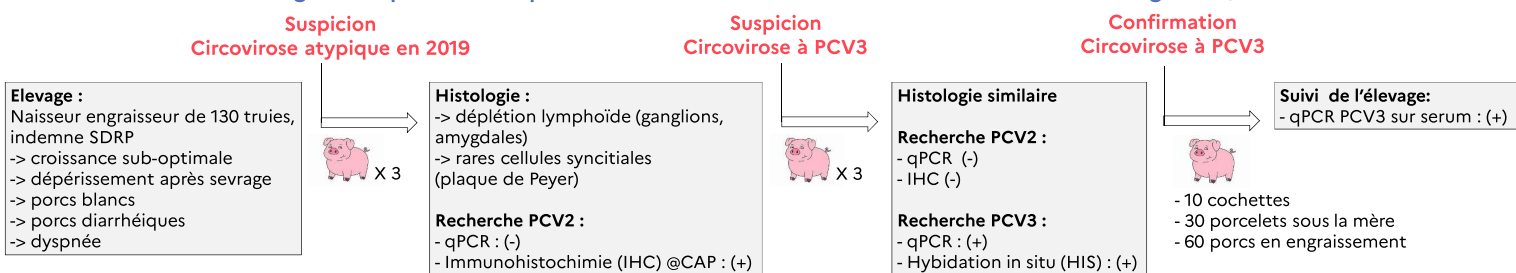 Suspicion
Circovirose atypique en 2019
Suspicion
Circovirose à PCV3
Confirmation
Circovirose à PCV3
Elevage :
Naisseur engraisseur de 130 truies,
indemne SDRP
-> croissance sub-optimale
-> dépérissement après sevrage
-> porcs blancs
-> porcs diarrhéiques
-> dyspnée
X 3
Histologie :
-> déplétion lymphoïde (ganglions,
amygdales)
-> rares cellules syncitiales
(plaque de Peyer)
Recherche PCV2 :
- qPCR : (-)
- Immunohistochimie (IHC) @CAP : (+)
X 3
Histologie similaire
Recherche PCV2 :
- qPCR (-)
- IHC (-)
Recherche PCV3 :
- qPCR : (+)
- Hybidation in situ (HIS) : (+)
- 10 cochettes
- 30 porcelets sous la mère
- 60 porcs en engraissement
Suivi de l'élevage:
- qPCR PCV3 sur serum : (+)